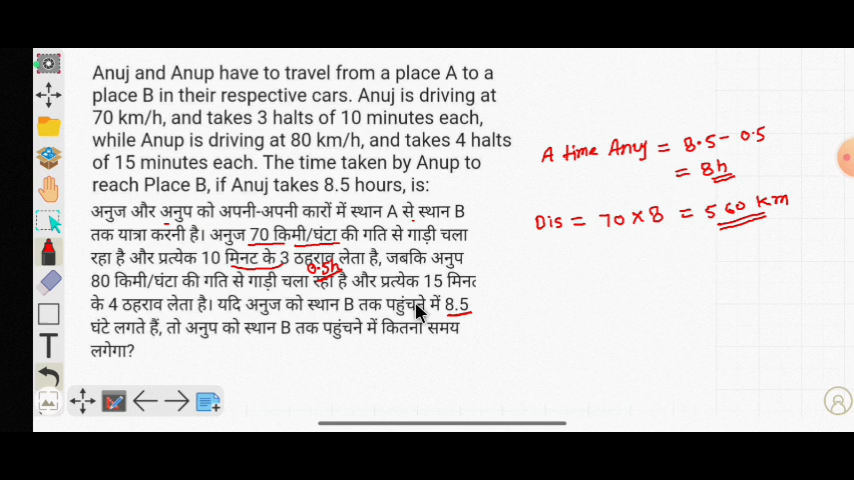 Anuj and Anup have to travel from a place A to a
place B in their respective cars. Anuj is driving at
70 km/h, and takes 3 halts of 10 minutes each,
while Anup is driving at 80 km/h, and takes 4 halts
of 15 minutes each. The time taken by Anup to
reach Place B, if Anuj takes 8.5 hours, is:
अनुज और अनुप को अपनी-अपनी कारों में स्थान A से स्थान B
तक यात्रा करनी है। अनुज 70 किमी/घंटा की गति से गाड़ी चला
रहा है और प्रत्येक 10 मिनट के 3 ठहराव लेता है, जबकि अनुप
0.5h
80 किमी/घंटा की गति से गाड़ी चला रहा है और प्रत्येक 15 मिनट
के 4 ठहराव लेता है। यदि अनुज को स्थान B तक पहुंचने में 8.5
घंटे लगते हैं, तो अनुप को स्थान B तक पहुंचने में कितना समय
लगेगा?
A time Anuj = 8.5 - 0.5
= 8h
Dis = 70 x 8 = 560 km
T